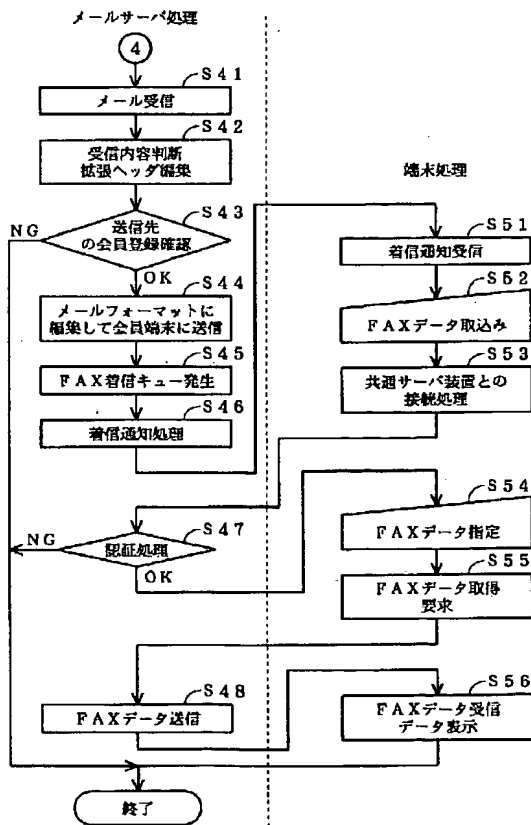 メールサーバ処理
④
S41
メール受信
S42
受信内容判断
拡張ヘッダ編集
S43
送信先
の会員登録確認
NG
OK
S44
メールフォーマットに
編集して会員端末に送信
S45
FAX着信キュー発生
S46
着信通知処理
S47
認証処理
NG
OK
S48
FAXデータ送信
終了
端末処理
S51
着信通知受信
S52
FAXデータ取込み
S53
共通サーバ装置との
接続処理
S54
FAXデータ指定
S55
FAXデータ取得
要求
S56
FAXデータ受信
データ表示